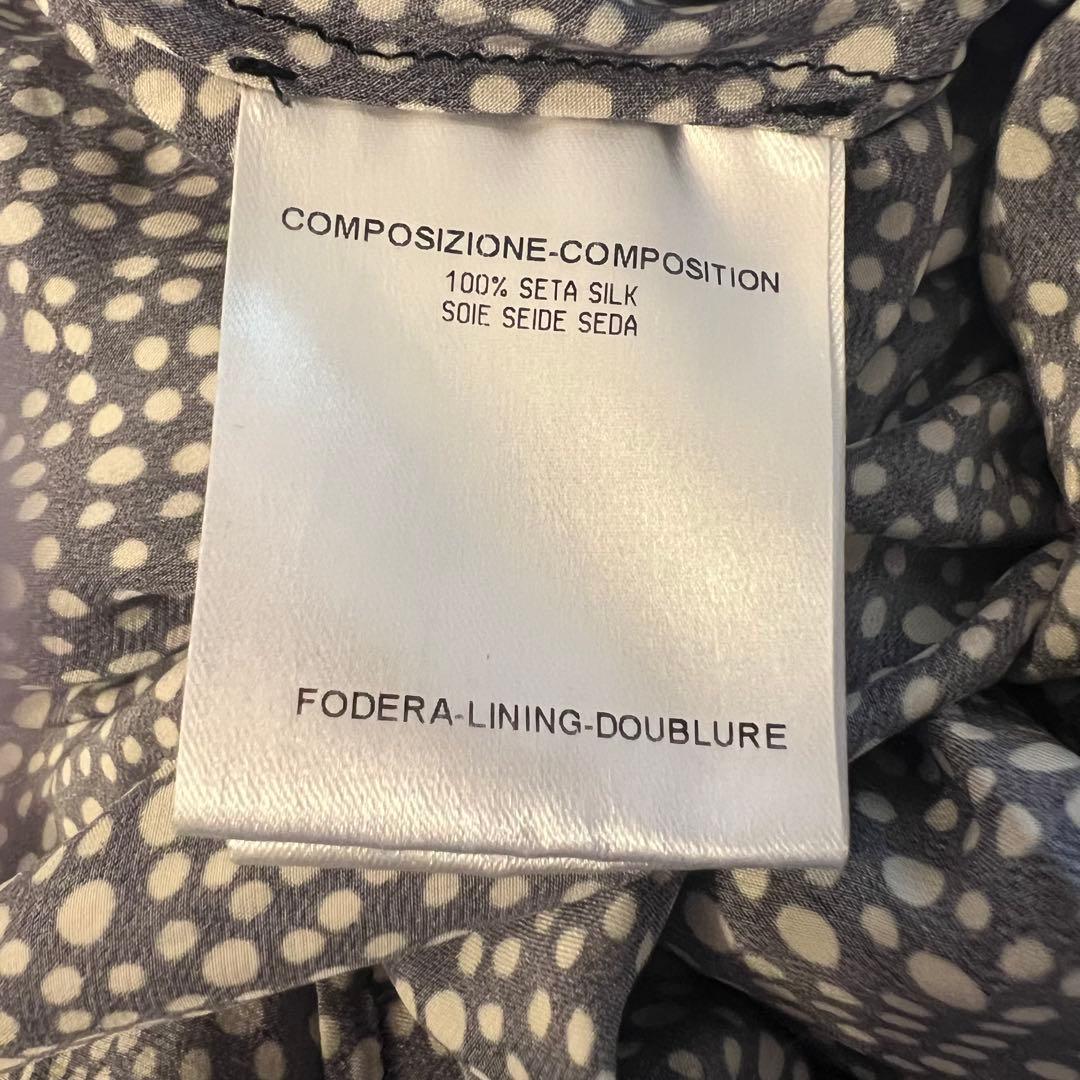 COMPOSIZIONE-COMPOSITION
100% SETA SILK
SOIE SEIDE SEDA
FODERA-LINING-DOUBLURE